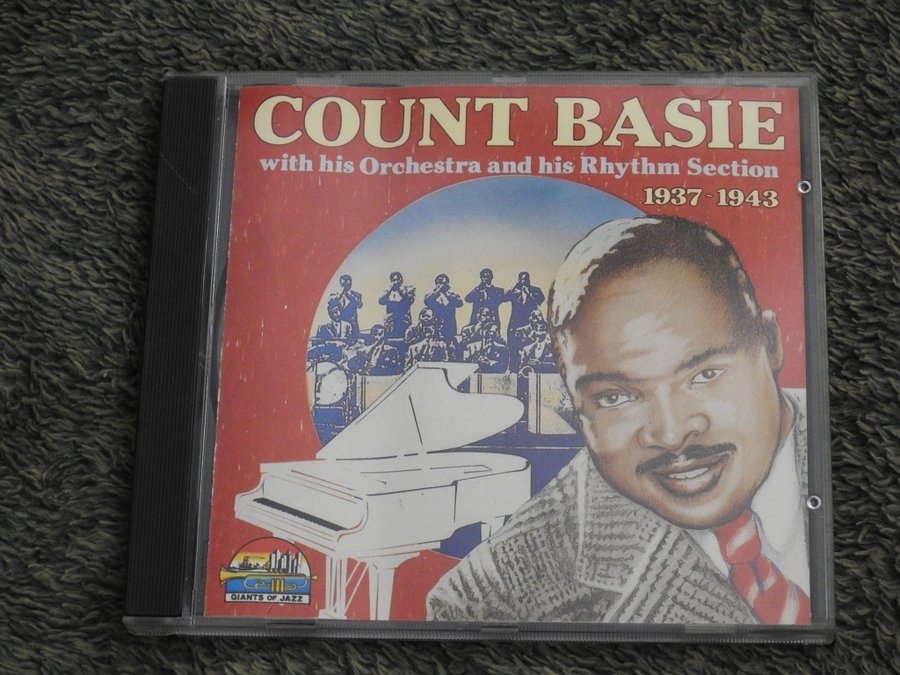 COUNT BASIE
with his Orchestra and his Rhythm Section
1937-1943
GIANTS OF JAZZ